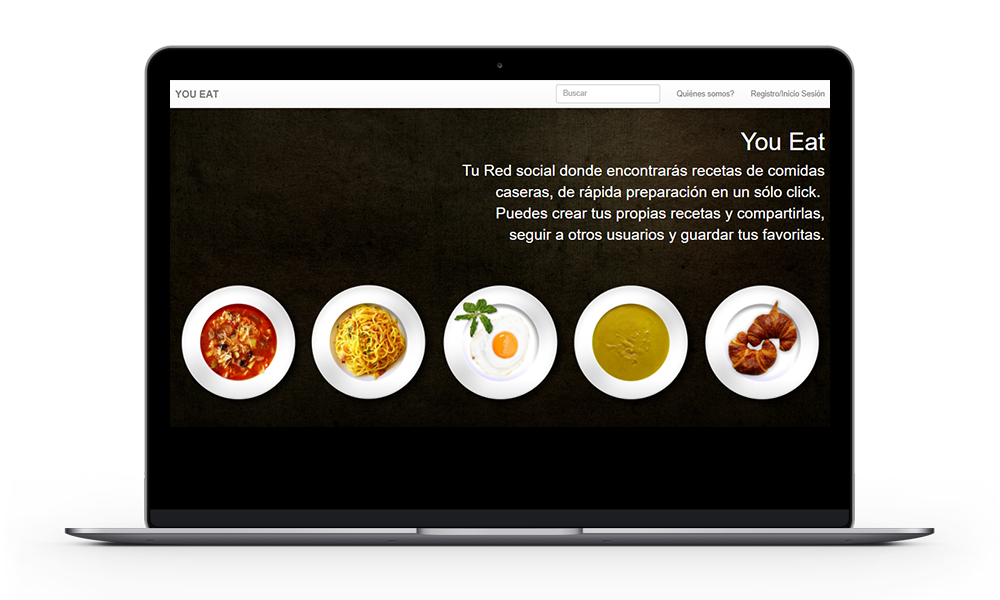 YOU EAT
Buscar
Quiénes somos?
Registro/Inicio Sesión
You Eat
Tu Red social donde encontrarás recetas de comidas
caseras, de rápida preparación en un sólo click.
Puedes crear tus propias recetas y compartirlas,
seguir a otros usuarios y guardar tus favoritas.